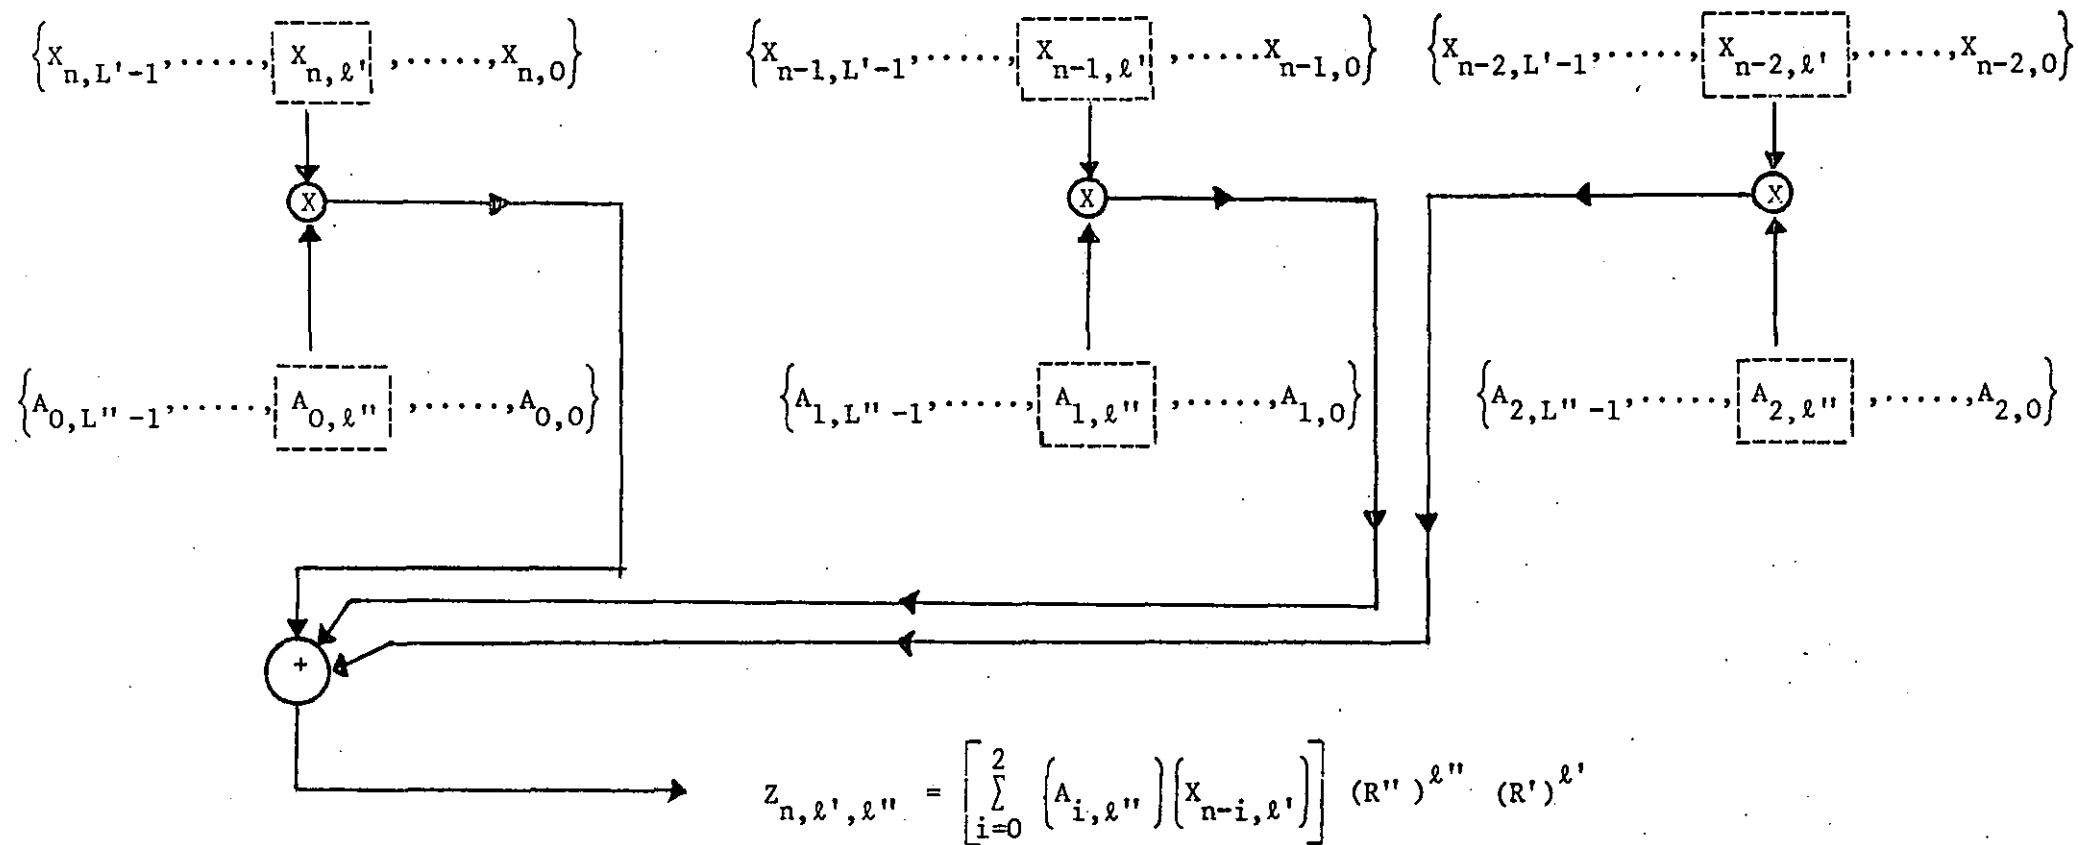 {X_{n,L'-1},.....,X_{n,ℓ'},.....,X_{n,0}} {X_{n-1,L'-1},.....,X_{n-1,ℓ'},.....X_{n-1,0}} {X_{n-2,L'-1},.....,X_{n-2,ℓ'},.....,X_{n-2,0}}
X X X
{A_{0,L''-1},.....,A_{0,ℓ''},.....,A_{0,0}} {A_{1,L''-1},.....,A_{1,ℓ''},.....,A_{1,0}} {A_{2,L''-1},.....,A_{2,ℓ''},.....,A_{2,0}}
+
Z_{n,ℓ',ℓ''} = [∑_{i=0}^{2} (A_{i,ℓ''})(X_{n-i,ℓ'})] (R'')^{ℓ''} (R')^{ℓ'}